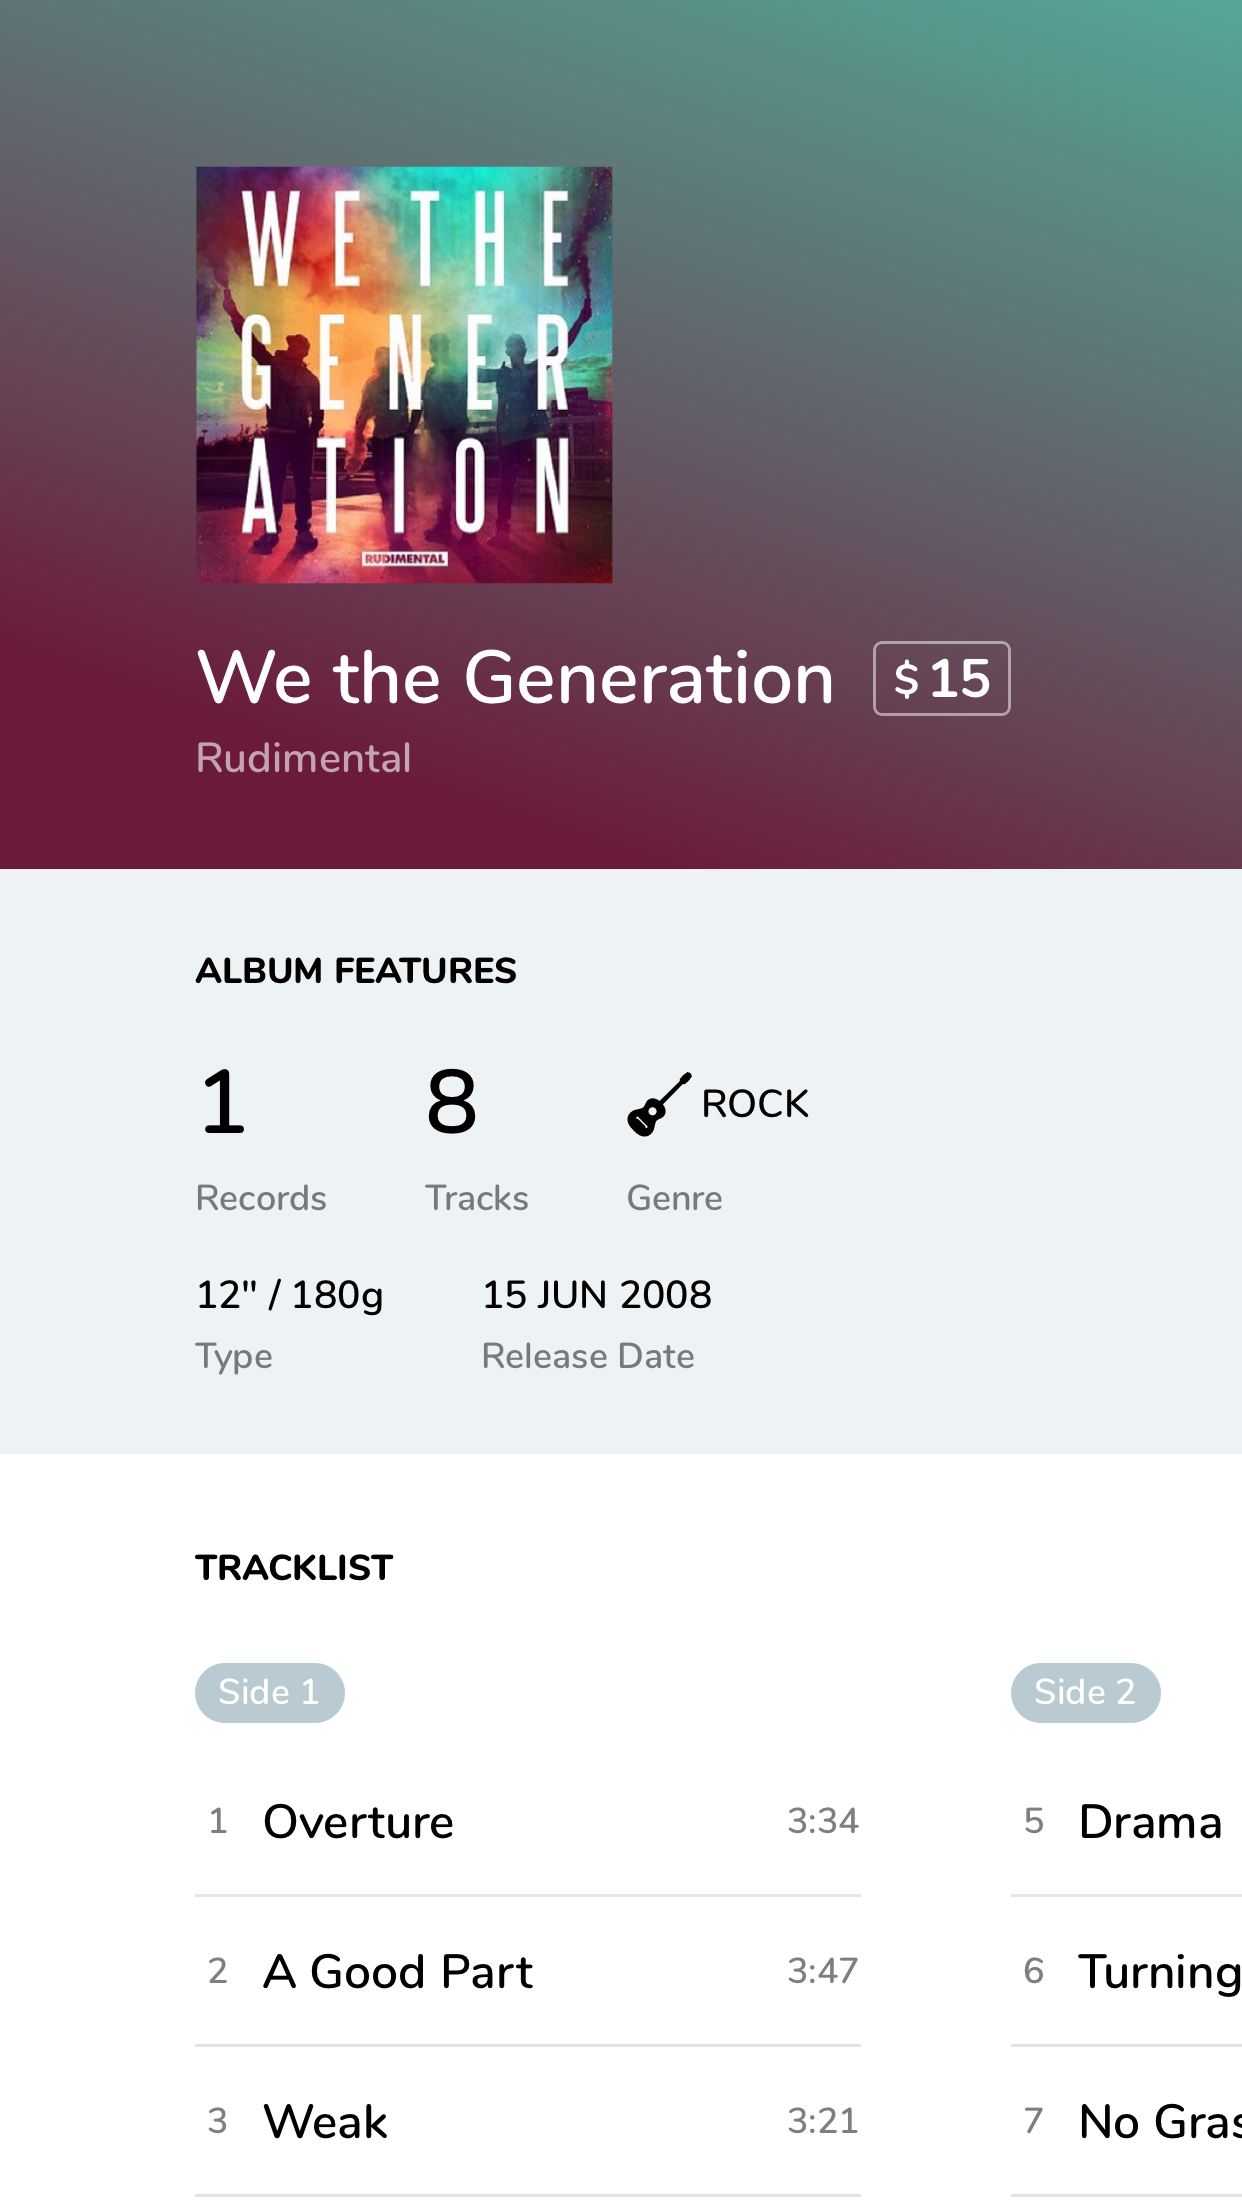 WE THE
GENER
ATION
RUDIMENTAL
We the Generation
$ 15
Rudimental
ALBUM FEATURES
1
8
ROCK
Records
Tracks
Genre
12" / 180g
15 JUN 2008
Type
Release Date
TRACKLIST
Side 1
1 Overture 3:34
2 A Good Part 3:47
3 Weak 3:21
Side 2
5 Drama
6 Turning
7 No